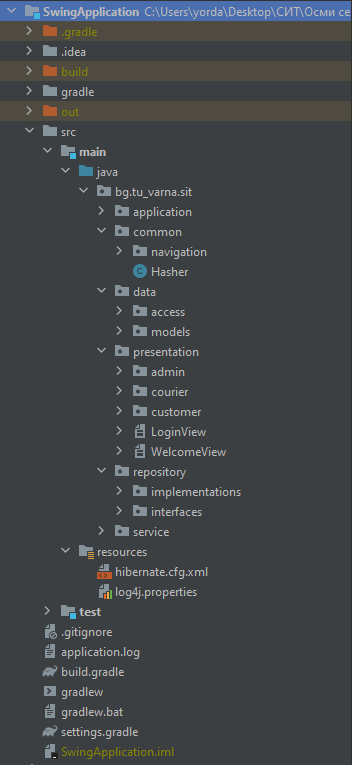 SwingApplication C:\Users\yorda\Desktop\СИТ\Осми се
.gradle
.idea
build
gradle
out
src
main
java
bg.tu_varna.sit
application
common
navigation
C Hasher
data
access
models
presentation
admin
courier
customer
LoginView
WelcomeView
repository
implementations
interfaces
service
resources
hibernate.cfg.xml
log4j.properties
test
.gitignore
application.log
build.gradle
gradlew
gradlew.bat
settings.gradle
SwingApplication.iml